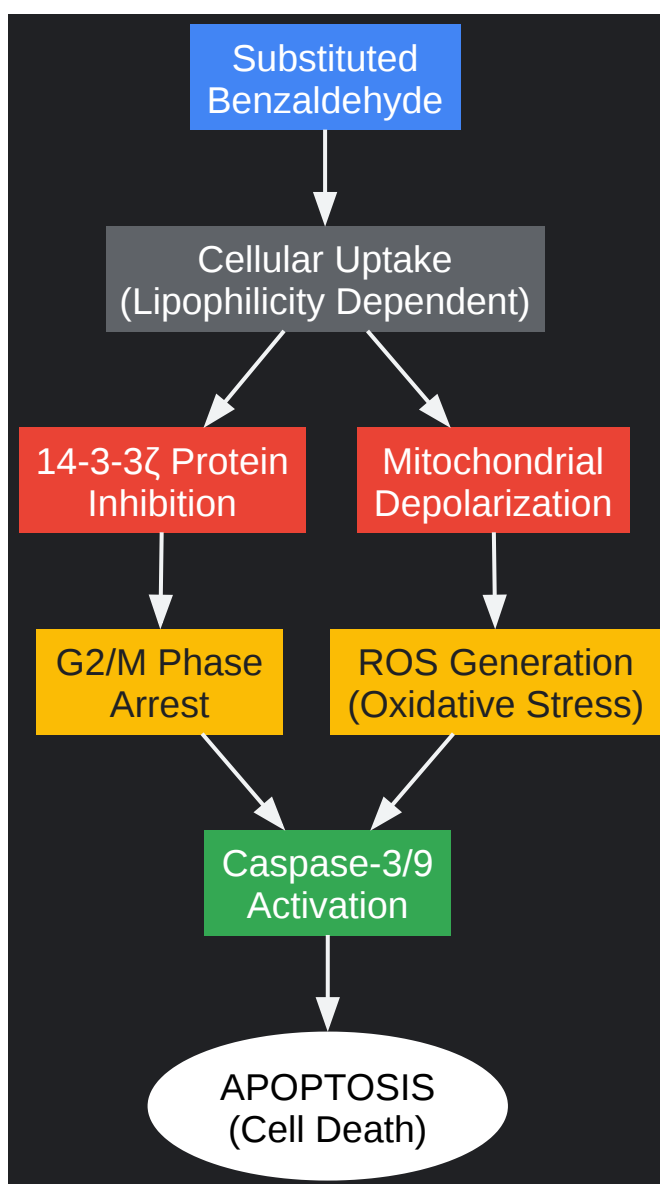 Substituted
Benzaldehyde
Cellular Uptake
(Lipophilicity Dependent)
14-3-3ζ Protein
Inhibition
Mitochondrial
Depolarization
G2/M Phase
Arrest
ROS Generation
(Oxidative Stress)
Caspase-3/9
Activation
APOPTOSIS
(Cell Death)